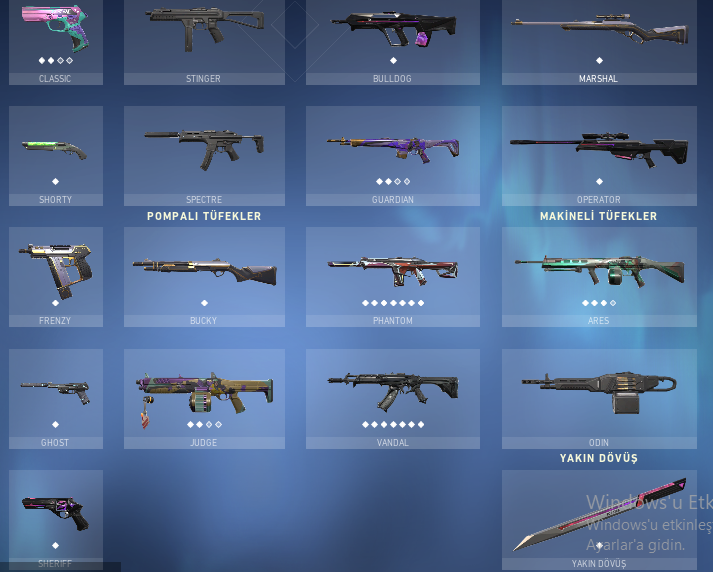 CLASSIC
STINGER
BULLDOG
MARSHAL
SHORTY
SPECTRE
GUARDIAN
OPERATOR
POMPALI TÜFEKLER
MAKİNELİ TÜFEKLER
FRENZY
BUCKY
PHANTOM
ARES
GHOST
JUDGE
VANDAL
ODIN
YAKIN DÖVÜŞ
SHERIFF
YAKIN DÖVÜŞ
Windows'u Etk
Windows'u etkinleş
Ayarlar'a gidin.